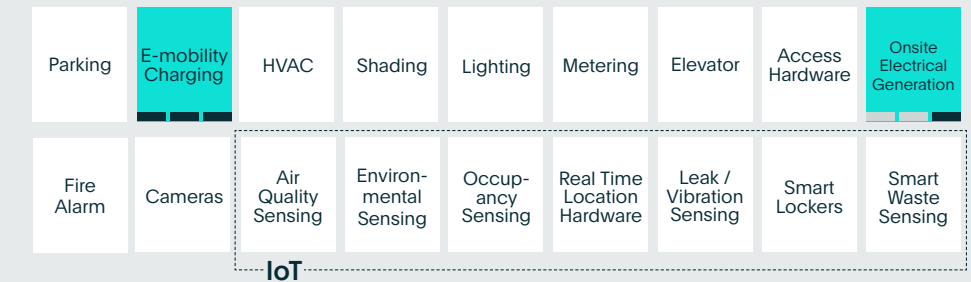 Parking
E-mobility
Charging
HVAC
Shading
Lighting
Metering
Elevator
Access
Hardware
Onsite
Electrical
Generation
Fire
Alarm
Cameras
Air
Quality
Sensing
Environ-
mental
Sensing
Occup-
ancy
Sensing
Real Time
Location
Hardware
Leak /
Vibration
Sensing
Smart
Lockers
Smart
Waste
Sensing
IoT